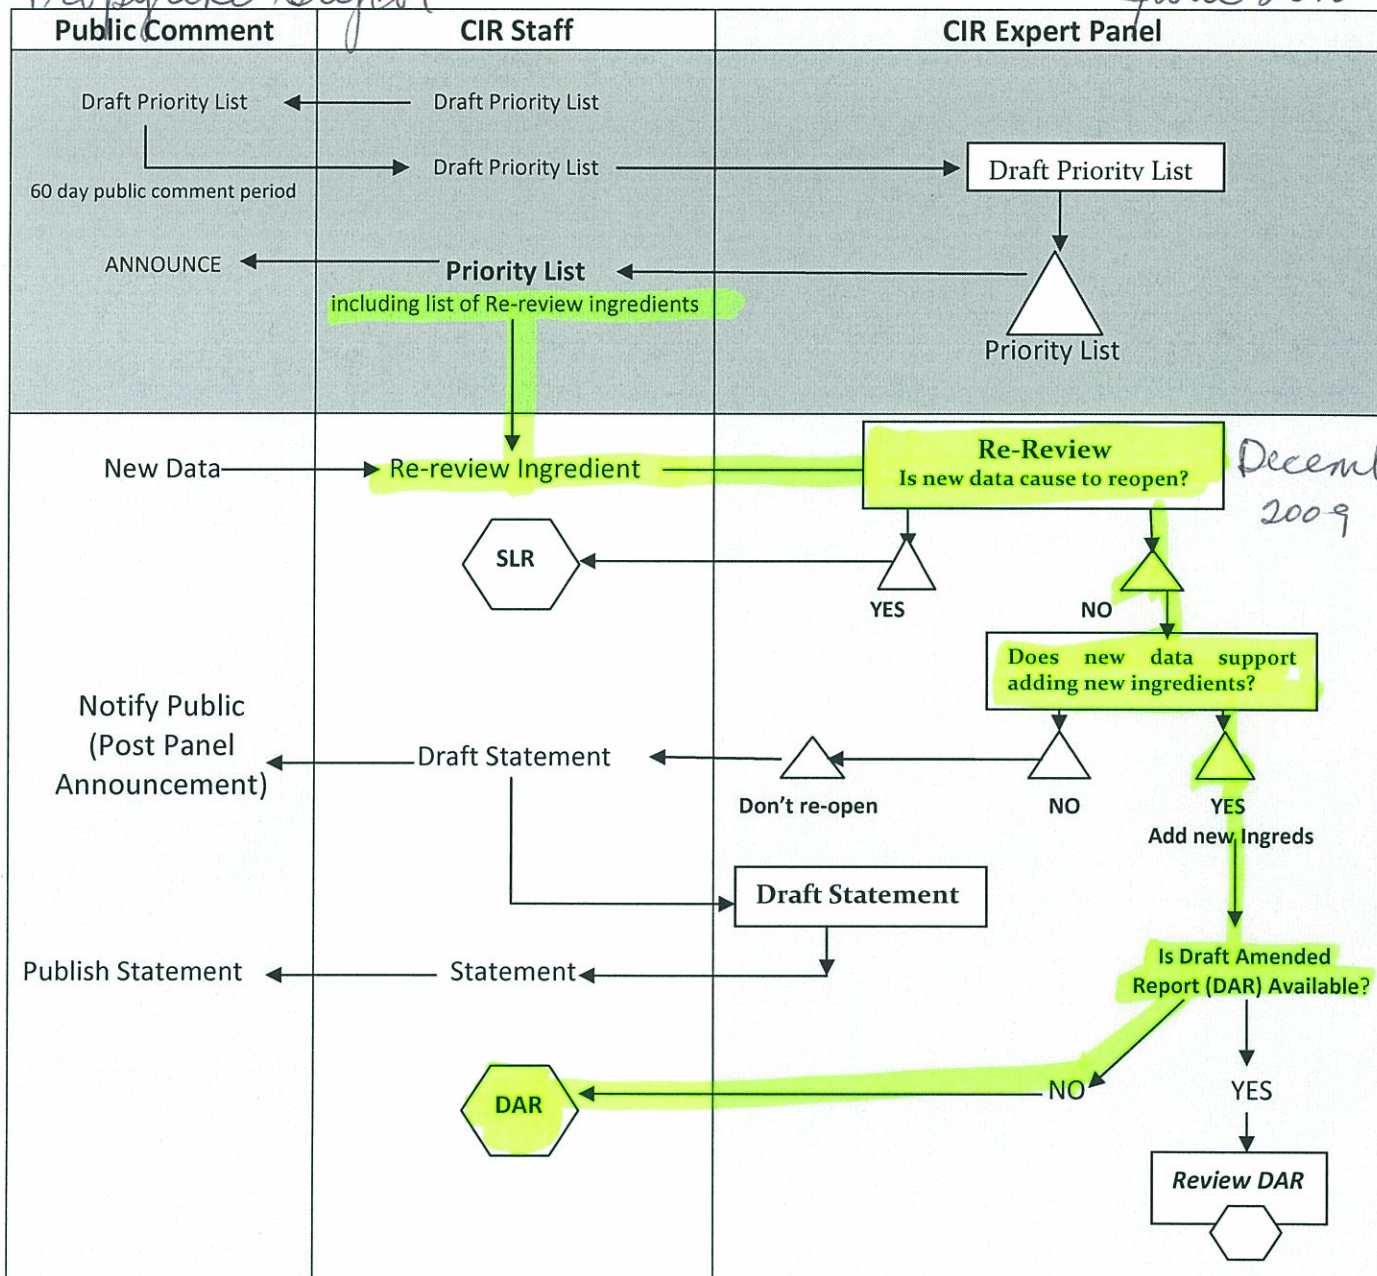 Propylene Glycol
Public Comment
CIR Staff
CIR Expert Panel
Draft Priority List
Draft Priority List
Draft Priority List
Draft Priority List
60 day public comment period
ANNOUNCE
Priority List
including list of Re-review ingredients
Priority List
New Data
Re-review Ingredient
Re-Review
Is new data cause to reopen?
2009
SLR
YES
NO
Does new data support
adding new ingredients?
Notify Public
(Post Panel
Announcement)
Draft Statement
Don't re-open
NO
YES
Add new Ingreds
Draft Statement
Publish Statement
Statement
Is Draft Amended
Report (DAR) Available?
DAR
NO
YES
Review DAR